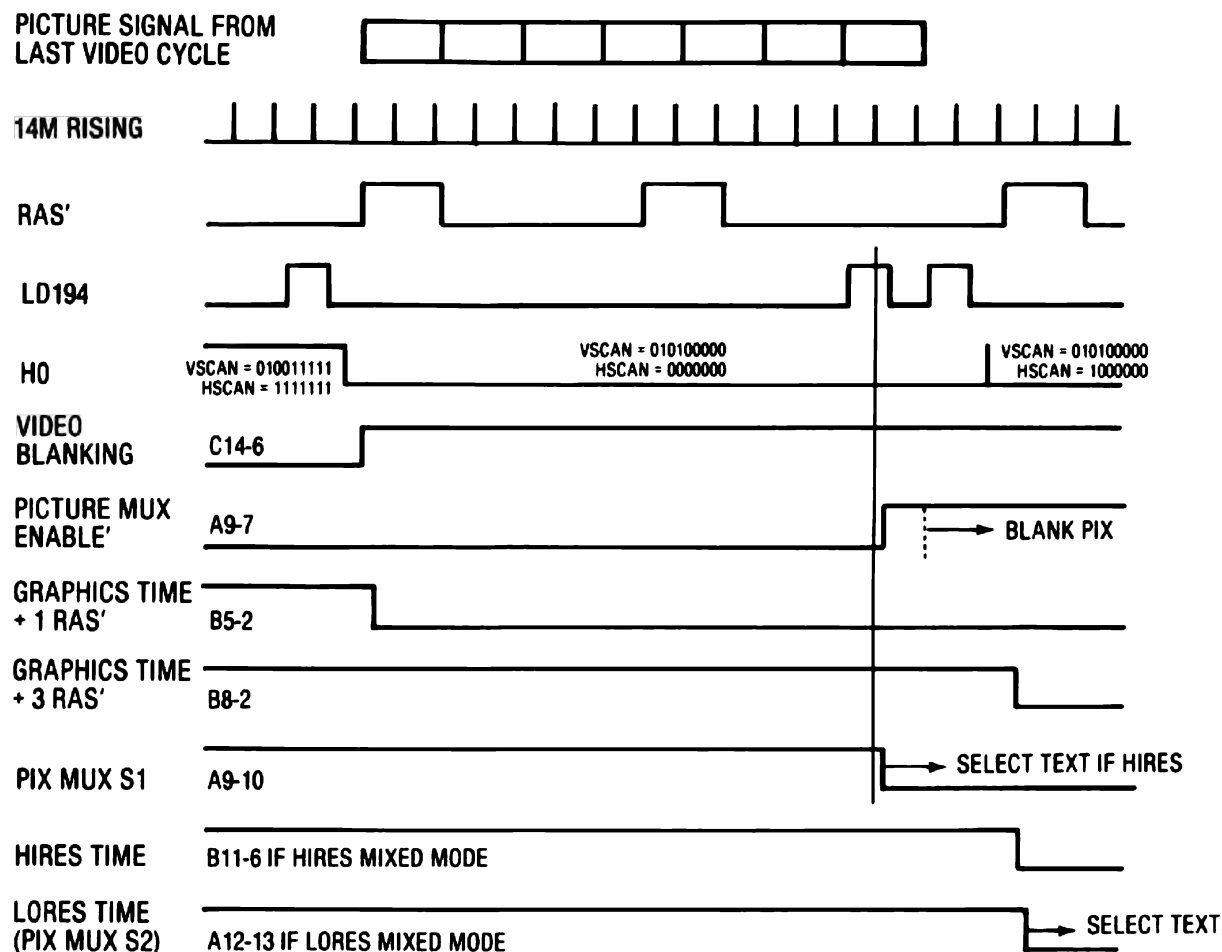 PICTURE SIGNAL FROM
LAST VIDEO CYCLE
14M RISING
RAS'
LD194
H0
VSCAN = 010011111
HSCAN = 1111111
VSCAN = 010100000
HSCAN = 0000000
VSCAN = 010100000
HSCAN = 1000000
VIDEO
BLANKING
C14-6
PICTURE MUX
ENABLE'
A9-7
BLANK PIX
GRAPHICS TIME
+ 1 RAS'
B5-2
GRAPHICS TIME
+ 3 RAS'
B8-2
PIX MUX S1
A9-10
SELECT TEXT IF HIRES
HIRES TIME
B11-6 IF HIRES MIXED MODE
LORES TIME
(PIX MUX S2)
A12-13 IF LORES MIXED MODE
SELECT TEXT